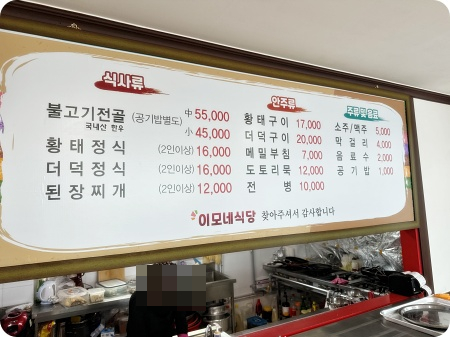 식사류
불고기전골 (공기밥별도) 中 55,000
국내산 한우
小 45,000
황태정식 (2인이상) 16,000
더덕정식 (2인이상) 16,000
된장찌개 (2인이상) 12,000
안주류
황태구이 17,000
더덕구이 20,000
메밀부침 7,000
도토리묵 12,000
전병 10,000
주류 및 음료
소주/맥주 5,000
막걸리 4,000
음료수 2,000
공기밥 1,000
이모네식당 찾아주셔서 감사합니다